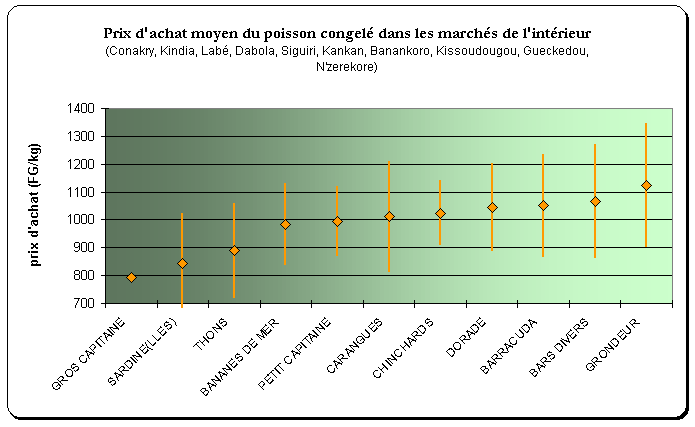 Prix d'achat moyen du poisson congelé dans les marchés de l'intérieur
(Conakry, Kindia, Labé, Dabola, Siguiri, Kankan, Banankoro, Kissoudougou, Gueckedou,
N'zerekore)
prix d'achat (FG/kg)
1400
1300
1200
1100
1000
900
800
700
GROS CAPITAINE
SARDINE(LLES)
THONS
BANANES DE MER
PETIT CAPITAINE
CARANGUES
CHINCHARDS
DORADE
BARRACUDA
BARS DIVERS
GRONDEUR